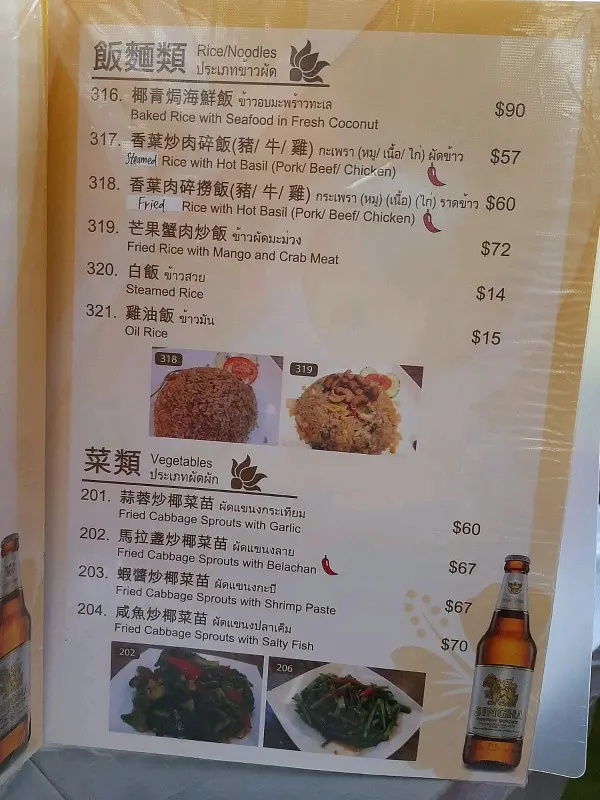 飯麵類 Rice/Noodles
ประเภทข้าวผัด
316. 椰青焗海鮮飯 ข้าวอบมะพร้าวทะเล $90
Baked Rice with Seafood in Fresh Coconut
317. 香葉炒肉碎飯(豬/ 牛/ 雞) กะเพรา (หมู/ เนื้อ/ ไก่) ผัดข้าว $57
Steamed Rice with Hot Basil (Pork/ Beef/ Chicken)
318. 香葉肉碎撈飯(豬/ 牛/ 雞) กระเพรา (หมู) (เนื้อ) (ไก่) ราดข้าว $60
Fried Rice with Hot Basil (Pork/ Beef/ Chicken)
319. 芒果蟹肉炒飯 ข้าวผัดมะม่วง $72
Fried Rice with Mango and Crab Meat
320. 白飯 ข้าวสวย $14
Steamed Rice
321. 雞油飯 ข้าวมัน $15
Oil Rice
318 319
菜類 Vegetables
ประเภทผัดผัก
201. 蒜蓉炒椰菜苗 ผัดแขนงกระเทียม $60
Fried Cabbage Sprouts with Garlic
202. 馬拉盞炒椰菜苗 ผัดแขนงลาย $67
Fried Cabbage Sprouts with Belachan
203. 蝦醬炒椰菜苗 ผัดแขนงกะปิ $67
Fried Cabbage Sprouts with Shrimp Paste
204. 咸魚炒椰菜苗 ผัดแขนงปลาเค็ม $70
Fried Cabbage Sprouts with Salty Fish
202 206
SINGHA